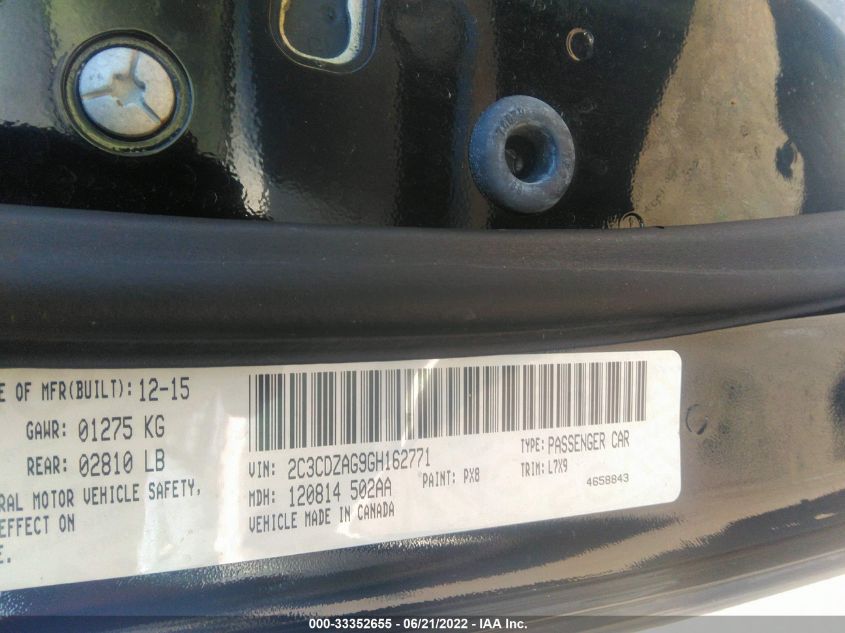 E OF MFR(BUILT): 12-15
GAWR: 01275 KG
REAR: 02810 LB
RAL MOTOR VEHICLE SAFETY,
EFFECT ON
E.
VIN: 2C3CDZAG9GH162771
TYPE: PASSENGER CAR
MDH: 120814 502AA
PAINT: PX8
TRIM: L7X9
VEHICLE MADE IN CANADA
4658843
000-33352655 - 06/21/2022 - IAA Inc.